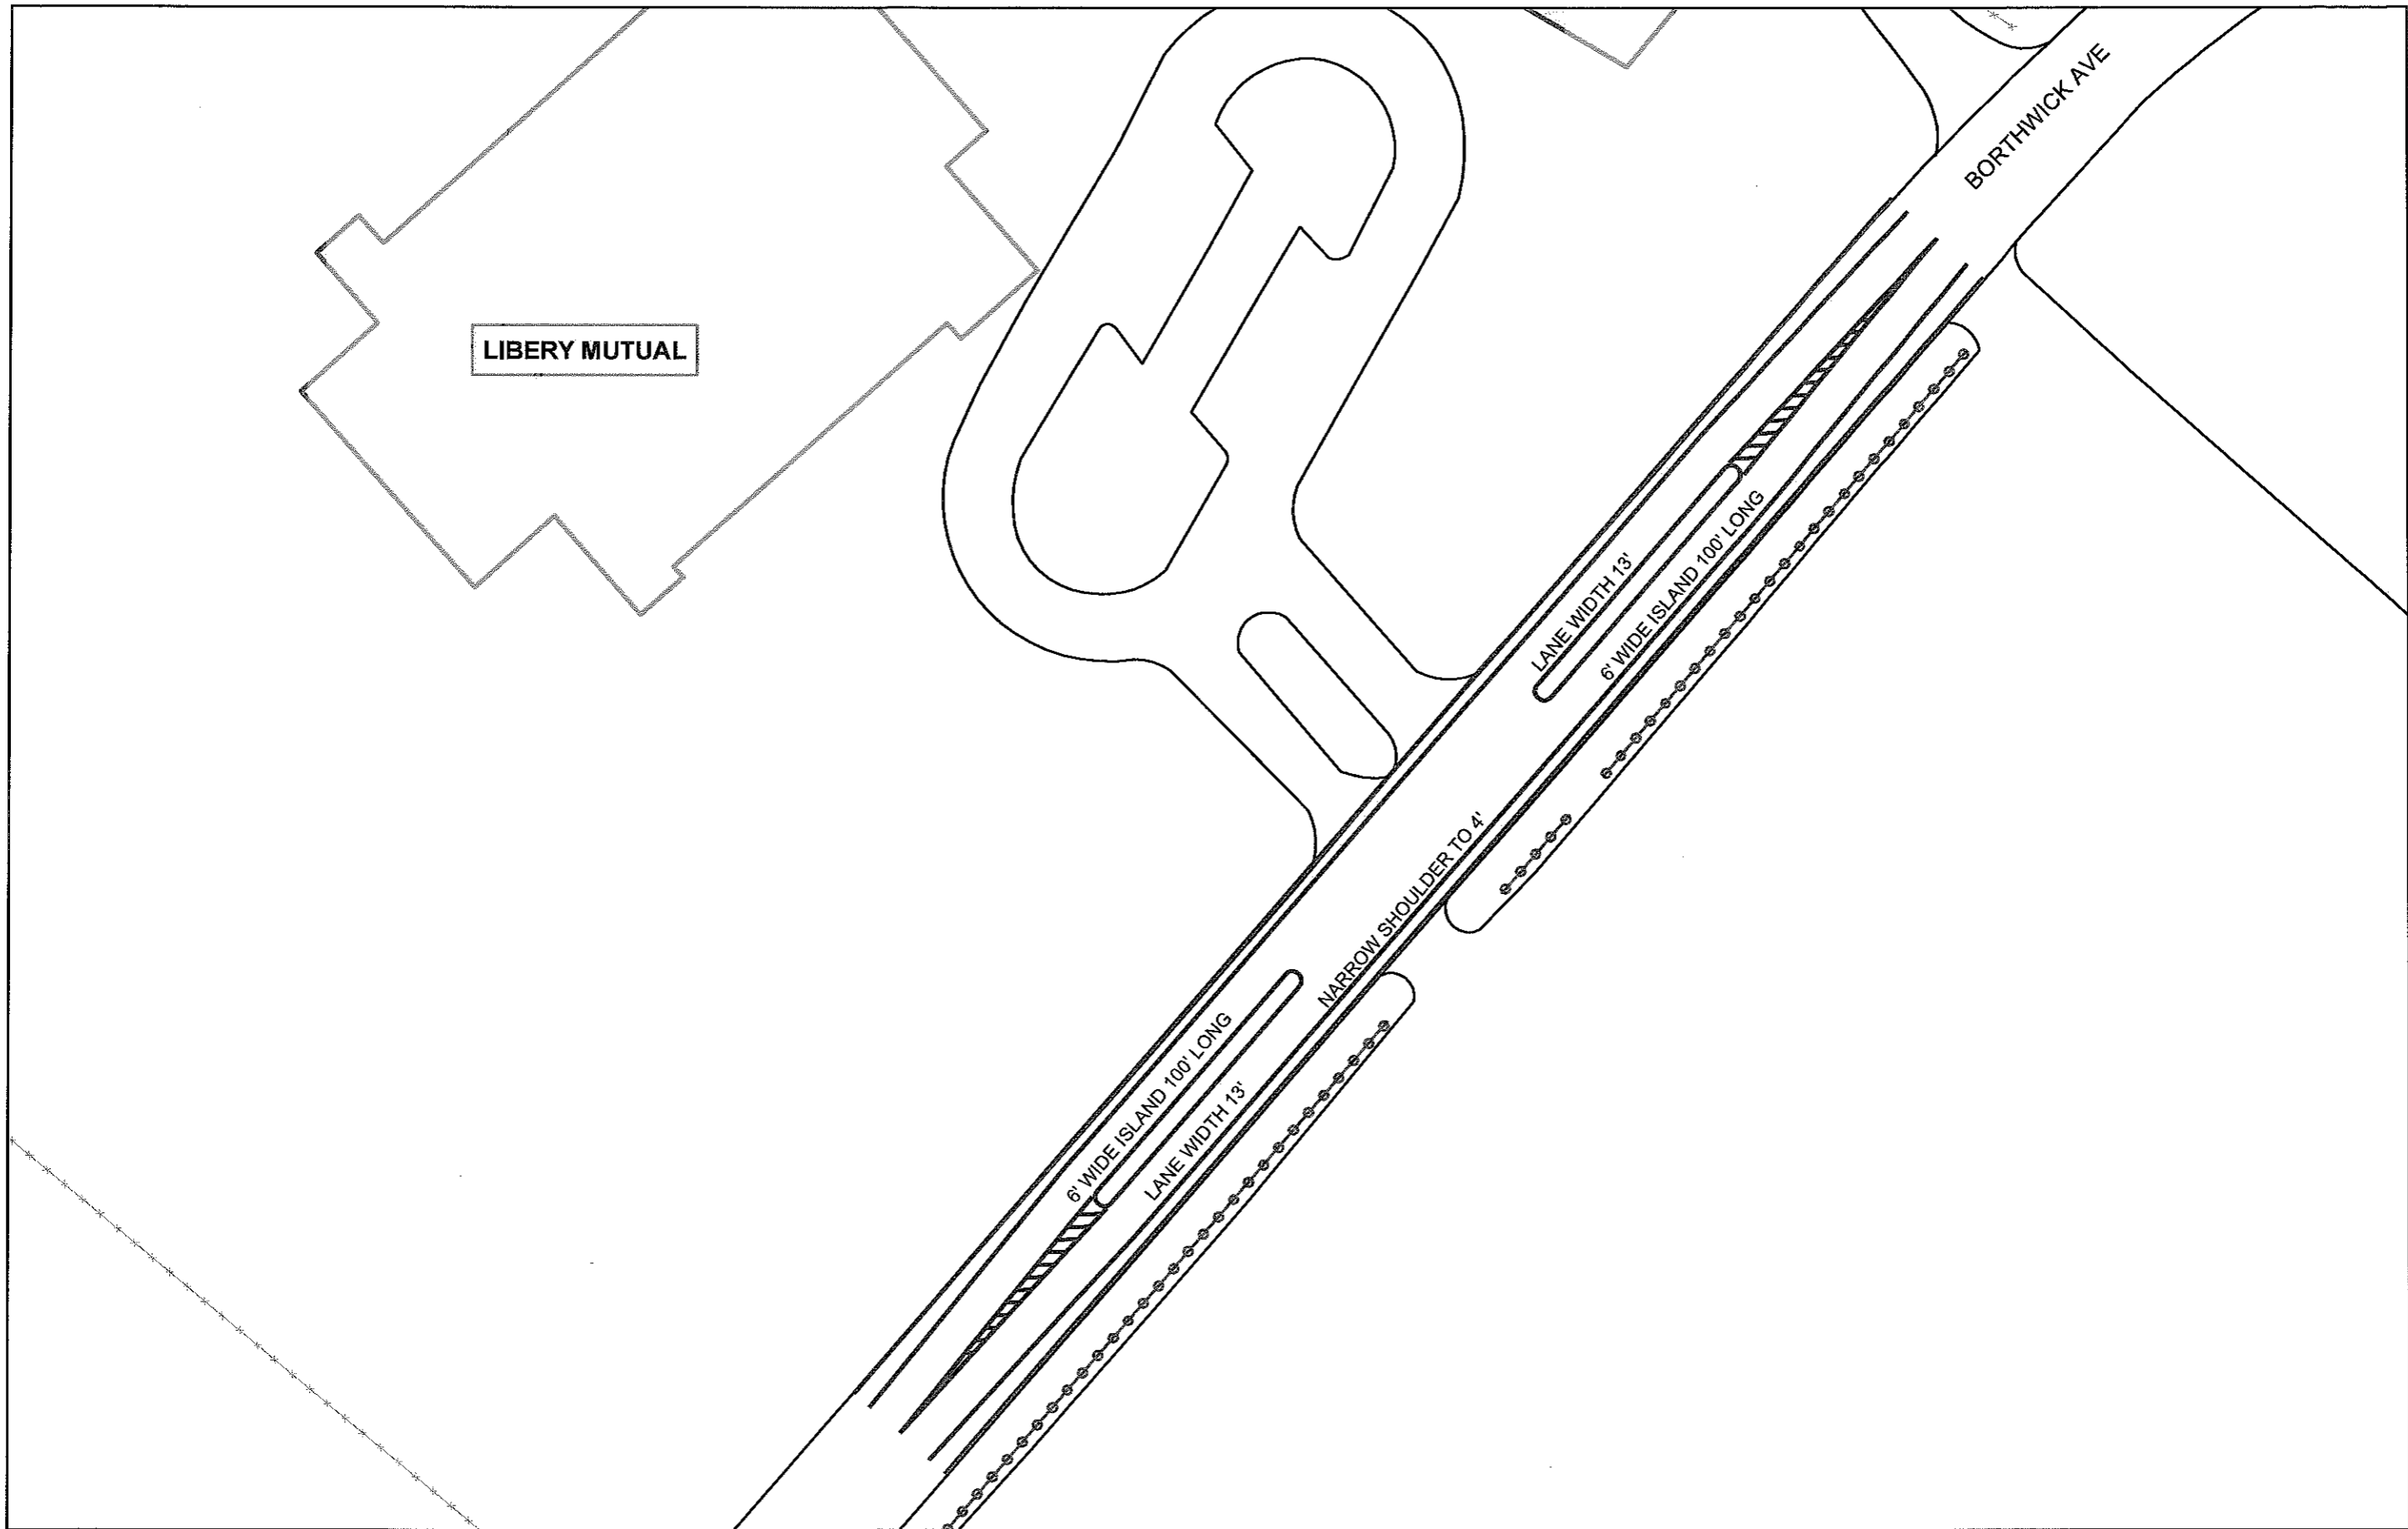 BORTHWICK AVE
LIBERY MUTUAL
LANE WIDTH 13'
6' WIDE ISLAND 100' LONG
NARROW SHOULDER TO 4'
6' WIDE ISLAND 100' LONG
LANE WIDTH 13'